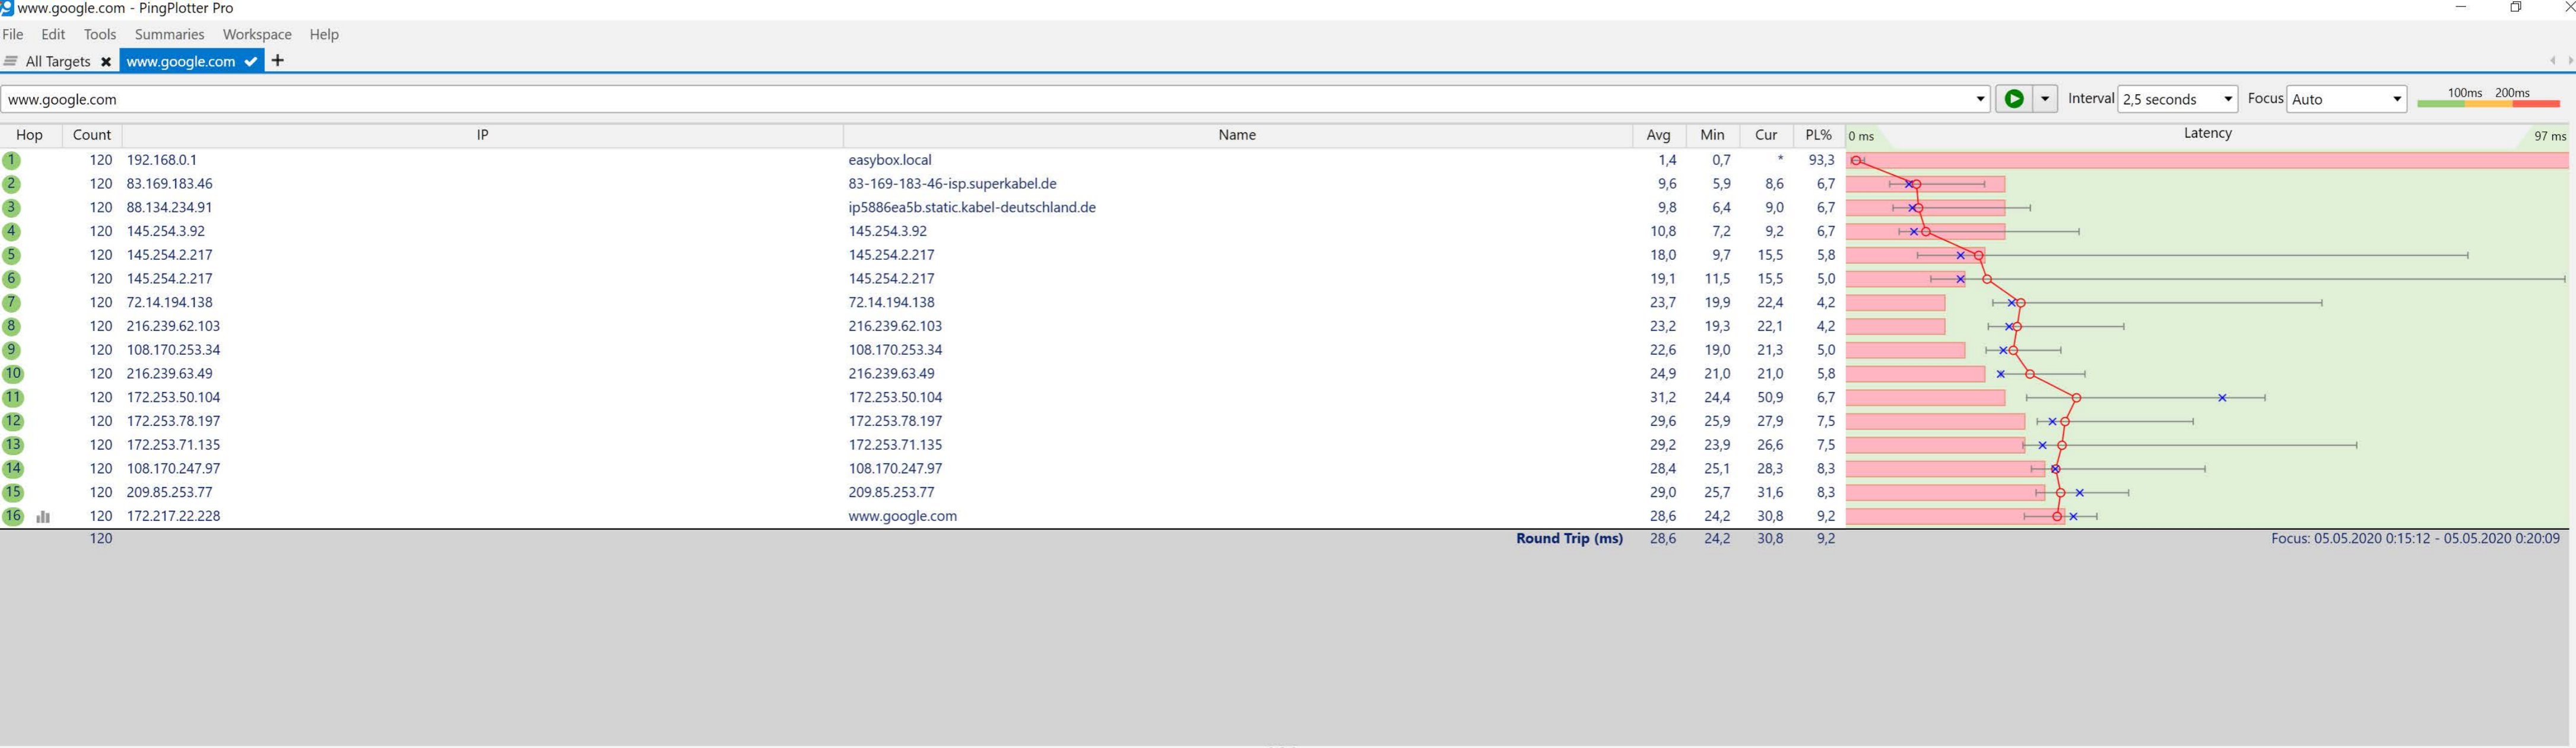 www.google.com - PingPlotter Pro
File Edit Tools Summaries Workspace Help
All Targets www.google.com
www.google.com Interval 2,5 seconds Focus Auto 100ms 200ms
Hop Count IP Name Avg Min Cur PL% 0 ms Latency 97 ms
1 120 192.168.0.1 easybox.local 1,4 0,7 * 93,3
2 120 83.169.183.46 83-169-183-46-isp.superkabel.de 9,6 5,9 8,6 6,7
3 120 88.134.234.91 ip5886ea5b.static.kabel-deutschland.de 9,8 6,4 9,0 6,7
4 120 145.254.3.92 145.254.3.92 10,8 7,2 9,2 6,7
5 120 145.254.2.217 145.254.2.217 18,0 9,7 15,5 5,8
6 120 145.254.2.217 145.254.2.217 19,1 11,5 15,5 5,0
7 120 72.14.194.138 72.14.194.138 23,7 19,9 22,4 4,2
8 120 216.239.62.103 216.239.62.103 23,2 19,3 22,1 4,2
9 120 108.170.253.34 108.170.253.34 22,6 19,0 21,3 5,0
10 120 216.239.63.49 216.239.63.49 24,9 21,0 21,0 5,8
11 120 172.253.50.104 172.253.50.104 31,2 24,4 50,9 6,7
12 120 172.253.78.197 172.253.78.197 29,6 25,9 27,9 7,5
13 120 172.253.71.135 172.253.71.135 29,2 23,9 26,6 7,5
14 120 108.170.247.97 108.170.247.97 28,4 25,1 28,3 8,3
15 120 209.85.253.77 209.85.253.77 29,0 25,7 31,6 8,3
16 120 172.217.22.228 www.google.com 28,6 24,2 30,8 9,2
120 Round Trip (ms) 28,6 24,2 30,8 9,2 Focus: 05.05.2020 0:15:12 - 05.05.2020 0:20:09